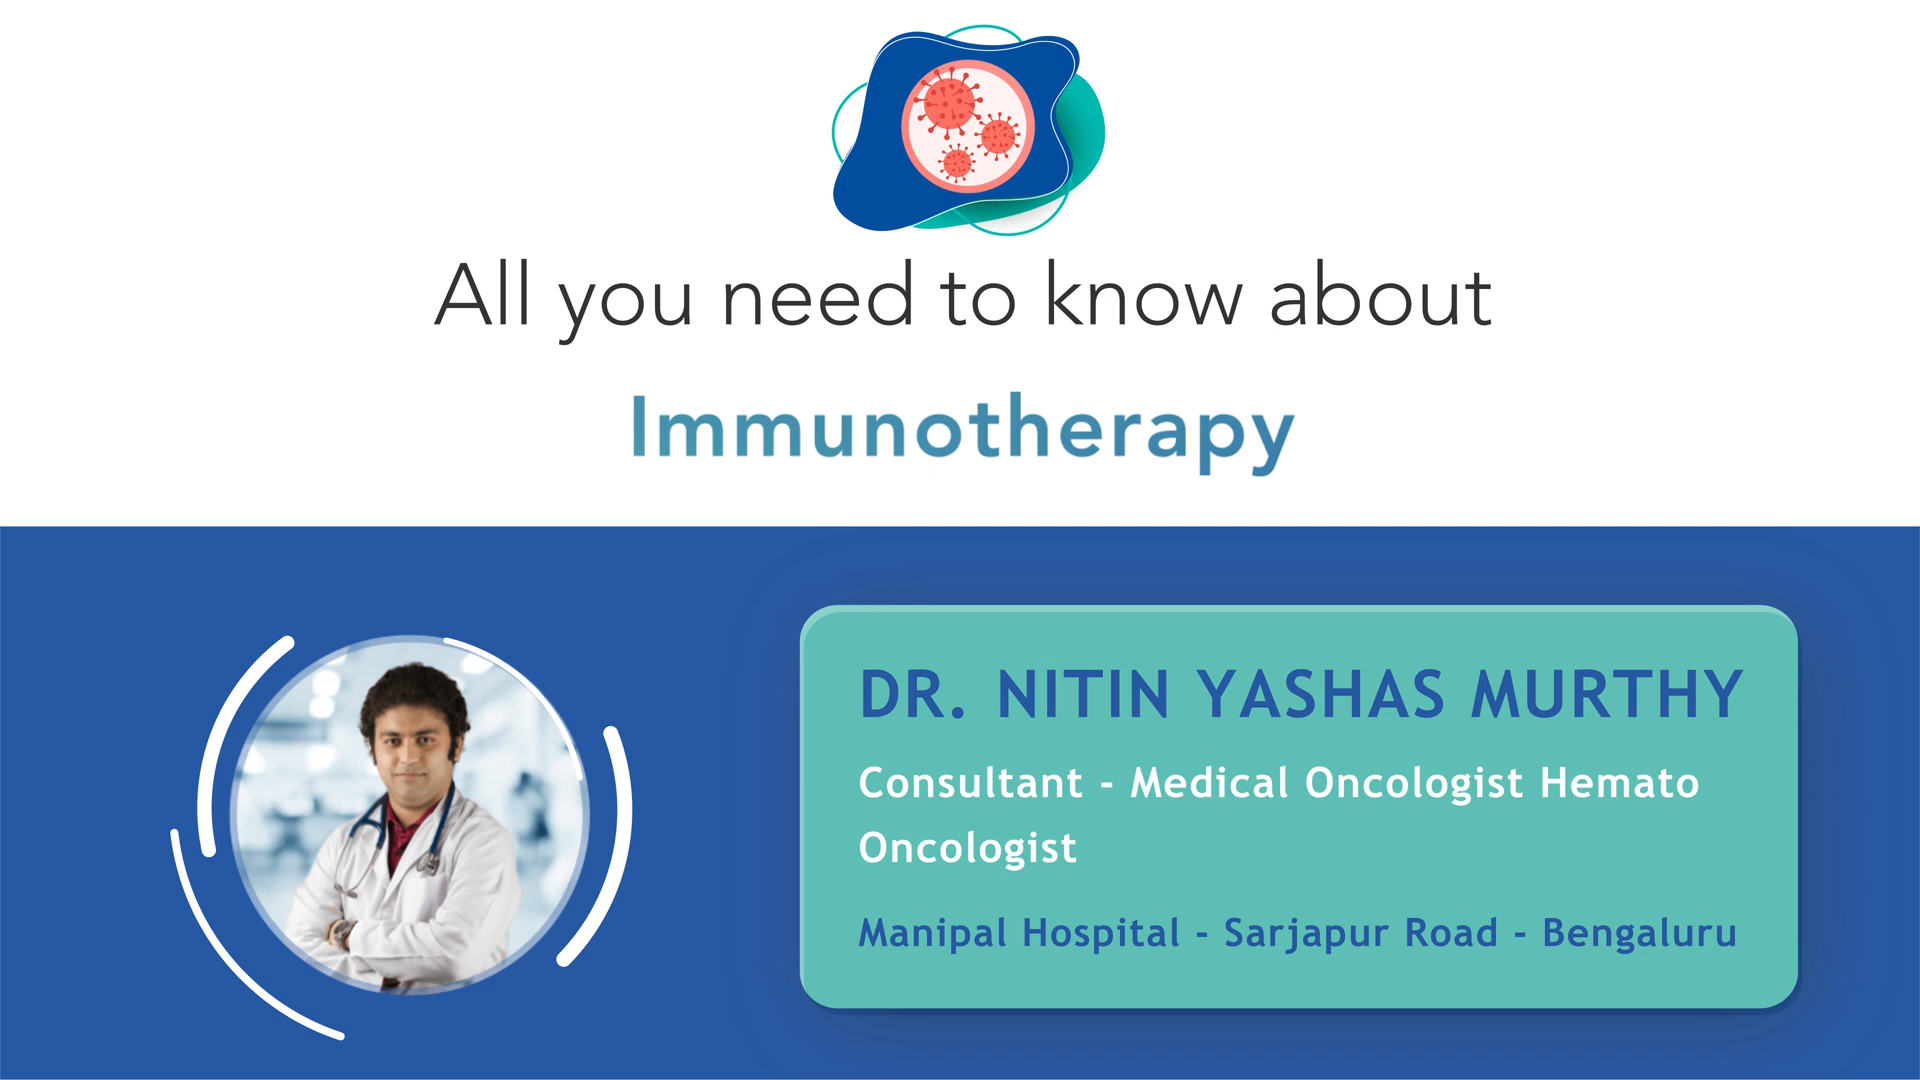 All you need to know about
Immunotherapy
DR. NITIN YASHAS MURTHY
Consultant - Medical Oncologist Hemato
Oncologist
Manipal Hospital - Sarjapur Road - Bengaluru